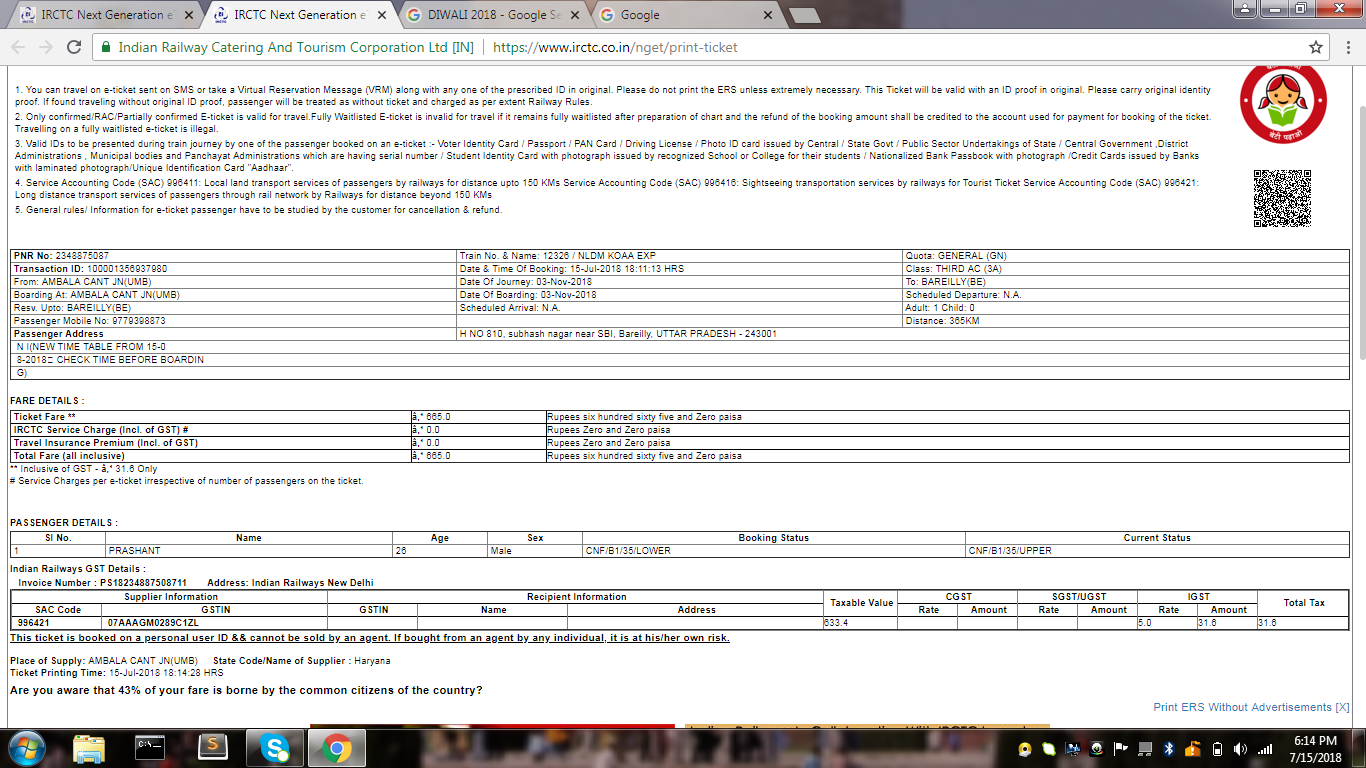 IRCTC Next Generation e
IRCTC Next Generation e
DIWALI 2018 - Google Se
Google
Indian Railway Catering And Tourism Corporation Ltd [IN]
https://www.irctc.co.in/nget/print-ticket
1. You can travel on e-ticket sent on SMS or take a Virtual Reservation Message (VRM) along with any one of the prescribed ID in original. Please do not print the ERS unless extremely necessary. This Ticket will be valid with an ID proof in original. Please carry original identity
proof. If found traveling without original ID proof, passenger will be treated as without ticket and charged as per extent Railway Rules.
2. Only confirmed/RAC/Partially confirmed E-ticket is valid for travel.Fully Waitlisted E-ticket is invalid for travel if it remains fully waitlisted after preparation of chart and the refund of the booking amount shall be credited to the account used for payment for booking of the ticket.
Travelling on a fully waitlisted e-ticket is illegal.
3. Valid IDs to be presented during train journey by one of the passenger booked on an e-ticket :- Voter Identity Card / Passport / PAN Card / Driving License / Photo ID card issued by Central / State Govt / Public Sector Undertakings of State / Central Government ,District
Administrations , Municipal bodies and Panchayat Administrations which are having serial number / Student Identity Card with photograph issued by recognized School or College for their students / Nationalized Bank Passbook with photograph /Credit Cards issued by Banks
with laminated photograph/Unique Identification Card "Aadhaar".
4. Service Accounting Code (SAC) 996411: Local land transport services of passengers by railways for distance upto 150 KMs Service Accounting Code (SAC) 996416: Sightseeing transportation services by railways for Tourist Ticket Service Accounting Code (SAC) 996421:
Long distance transport services of passengers through rail network by Railways for distance beyond 150 KMs
5. General rules/ Information for e-ticket passenger have to be studied by the customer for cancellation & refund.
बेटी पढ़ाओ
PNR No: 2348875087 Train No. & Name: 12326 / NLDM KOAA EXP Quota: GENERAL (GN)
Transaction ID: 100001356937980 Date & Time Of Booking: 15-Jul-2018 18:11:13 HRS Class: THIRD AC (3A)
From: AMBALA CANT JN(UMB) Date Of Journey: 03-Nov-2018 To: BAREILLY(BE)
Boarding At: AMBALA CANT JN(UMB) Date Of Boarding: 03-Nov-2018 Scheduled Departure: N.A.
Resv. Upto: BAREILLY(BE) Scheduled Arrival: N.A. Adult: 1 Child: 0
Passenger Mobile No: 9779398873 Distance: 365KM
Passenger Address H NO 810, subhash nagar near SBI, Bareilly, UTTAR PRADESH - 243001
N I(NEW TIME TABLE FROM 15-0
8-2018 CHECK TIME BEFORE BOARDIN
G)
FARE DETAILS :
Ticket Fare ** â‚* 665.0 Rupees six hundred sixty five and Zero paisa
IRCTC Service Charge (Incl. of GST) # â‚* 0.0 Rupees Zero and Zero paisa
Travel Insurance Premium (Incl. of GST) â‚* 0.0 Rupees Zero and Zero paisa
Total Fare (all inclusive) â‚* 665.0 Rupees six hundred sixty five and Zero paisa
** Inclusive of GST - â‚* 31.6 Only
# Service Charges per e-ticket irrespective of number of passengers on the ticket.
PASSENGER DETAILS :
Sl No. Name Age Sex Booking Status Current Status
1 PRASHANT 26 Male CNF/B1/35/LOWER CNF/B1/35/UPPER
Indian Railways GST Details :
Invoice Number : PS18234887508711 Address: Indian Railways New Delhi
Supplier Information Recipient Information Taxable Value CGST SGST/UGST IGST Total Tax
SAC Code GSTIN GSTIN Name Address Rate Amount Rate Amount Rate Amount
996421 07AAAGM0289C1ZL 633.4 5.0 31.6 31.6
This ticket is booked on a personal user ID && cannot be sold by an agent. If bought from an agent by any individual, it is at his/her own risk.
Place of Supply: AMBALA CANT JN(UMB) State Code/Name of Supplier : Haryana
Ticket Printing Time: 15-Jul-2018 18:14:28 HRS
Are you aware that 43% of your fare is borne by the common citizens of the country?
Print ERS Without Advertisements [X]
6:14 PM
7/15/2018